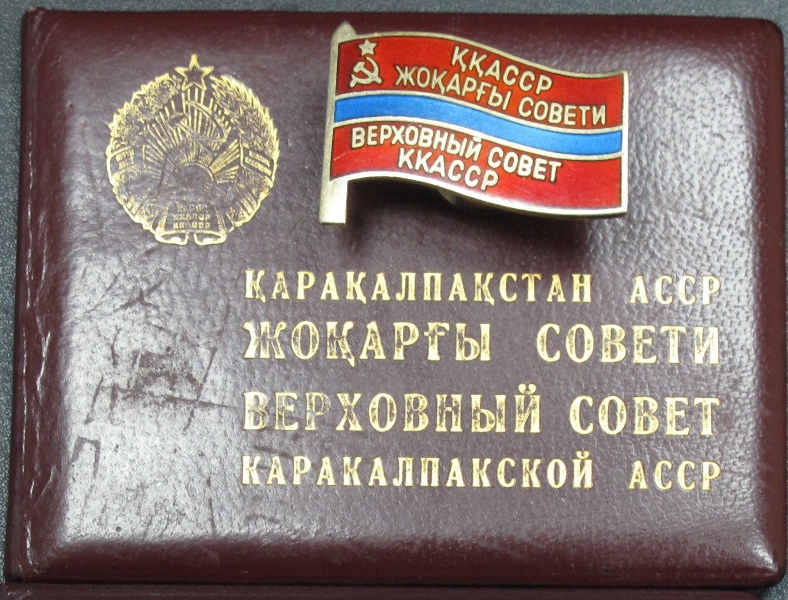 ҚҚАССР
ЖОҚАРҒЫ СОВЕТИ
ВЕРХОВНЫЙ СОВЕТ
ККАССР
ҚАРАҚАЛПАҚСТАН АССР
ЖОҚАРҒЫ СОВЕТИ
ВЕРХОВНЫЙ СОВЕТ
КАРАКАЛПАКСКОЙ АССР